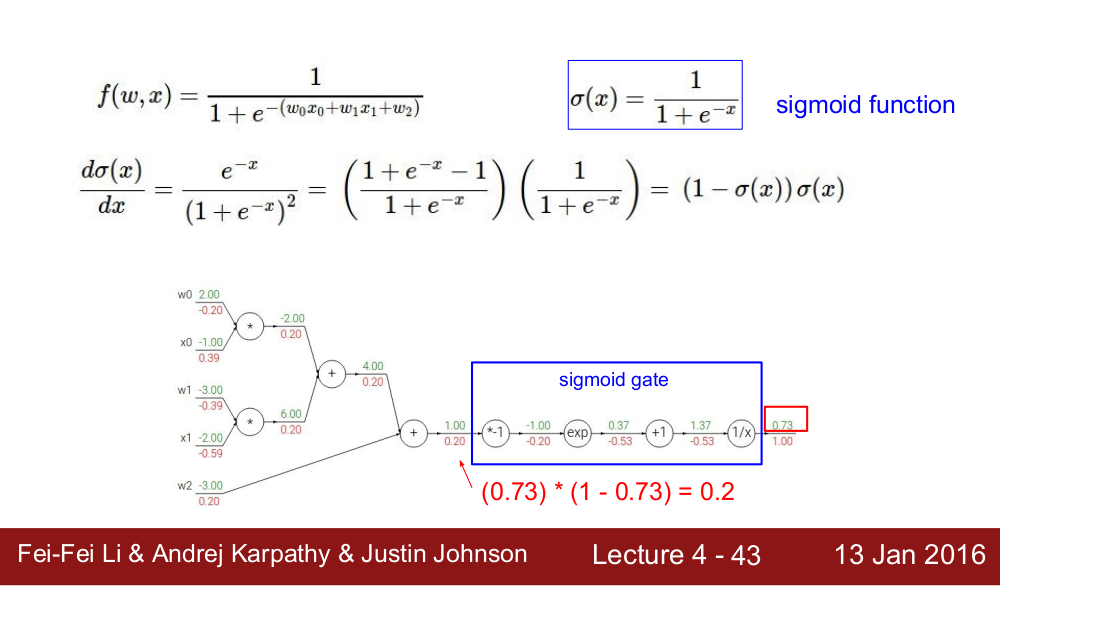 f(w, x) = 1 / (1 + e^{-(w_0x_0+w_1x_1+w_2)})
σ(x) = 1 / (1 + e^{-x})
sigmoid function
dσ(x)/dx = e^{-x} / (1 + e^{-x})^2 = ((1 + e^{-x} - 1) / (1 + e^{-x})) (1 / (1 + e^{-x})) = (1 - σ(x)) σ(x)
w0 2.00
-0.20
*
-2.00
0.20
x0 -1.00
0.39
+
4.00
0.20
w1 -3.00
-0.39
*
6.00
0.20
x1 -2.00
-0.59
w2 -3.00
0.20
+
1.00
0.20
sigmoid gate
*-1
-1.00
-0.20
exp
0.37
-0.53
+1
1.37
-0.53
1/x
0.73
1.00
(0.73) * (1 - 0.73) = 0.2
Fei-Fei Li & Andrej Karpathy & Justin Johnson
Lecture 4 - 43
13 Jan 2016